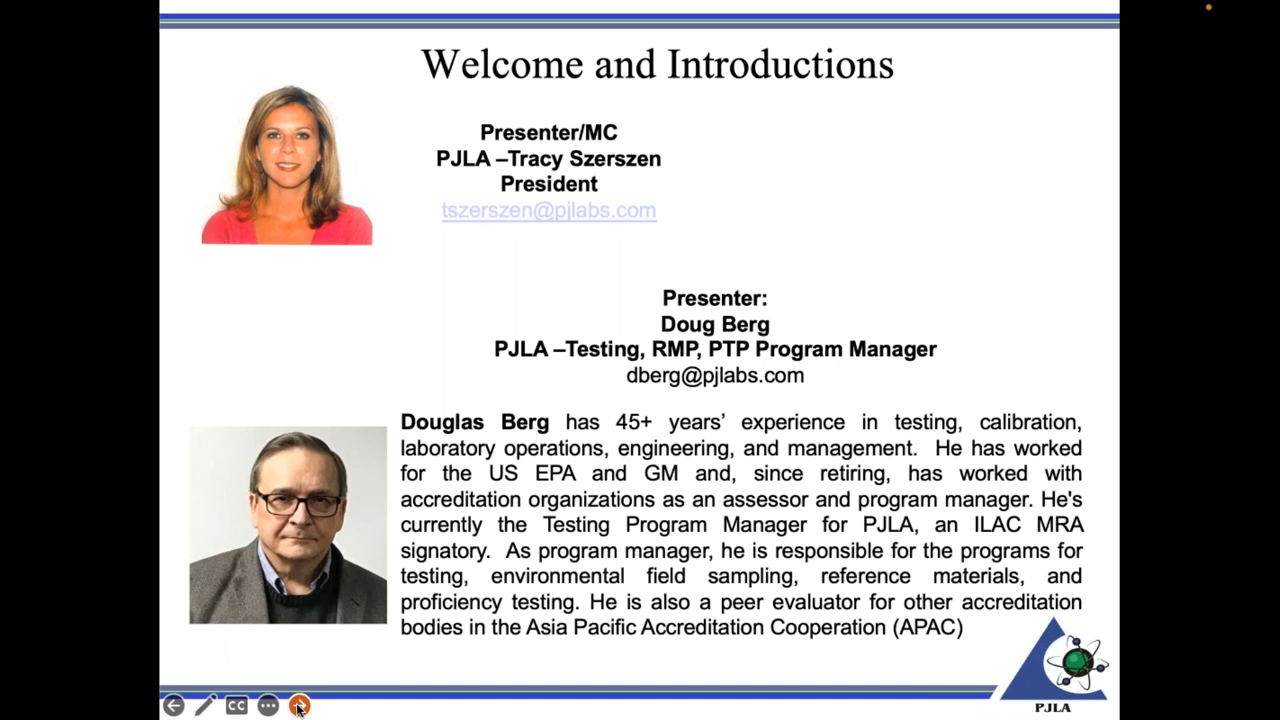 Welcome and Introductions
Presenter/MC
PJLA –Tracy Szerszen
President
tszerszen@pjlabs.com
Presenter:
Doug Berg
PJLA –Testing, RMP, PTP Program Manager
dberg@pjlabs.com
Douglas Berg has 45+ years’ experience in testing, calibration,
laboratory operations, engineering, and management. He has worked
for the US EPA and GM and, since retiring, has worked with
accreditation organizations as an assessor and program manager. He's
currently the Testing Program Manager for PJLA, an ILAC MRA
signatory. As program manager, he is responsible for the programs for
testing, environmental field sampling, reference materials, and
proficiency testing. He is also a peer evaluator for other accreditation
bodies in the Asia Pacific Accreditation Cooperation (APAC)
PJLA
CC